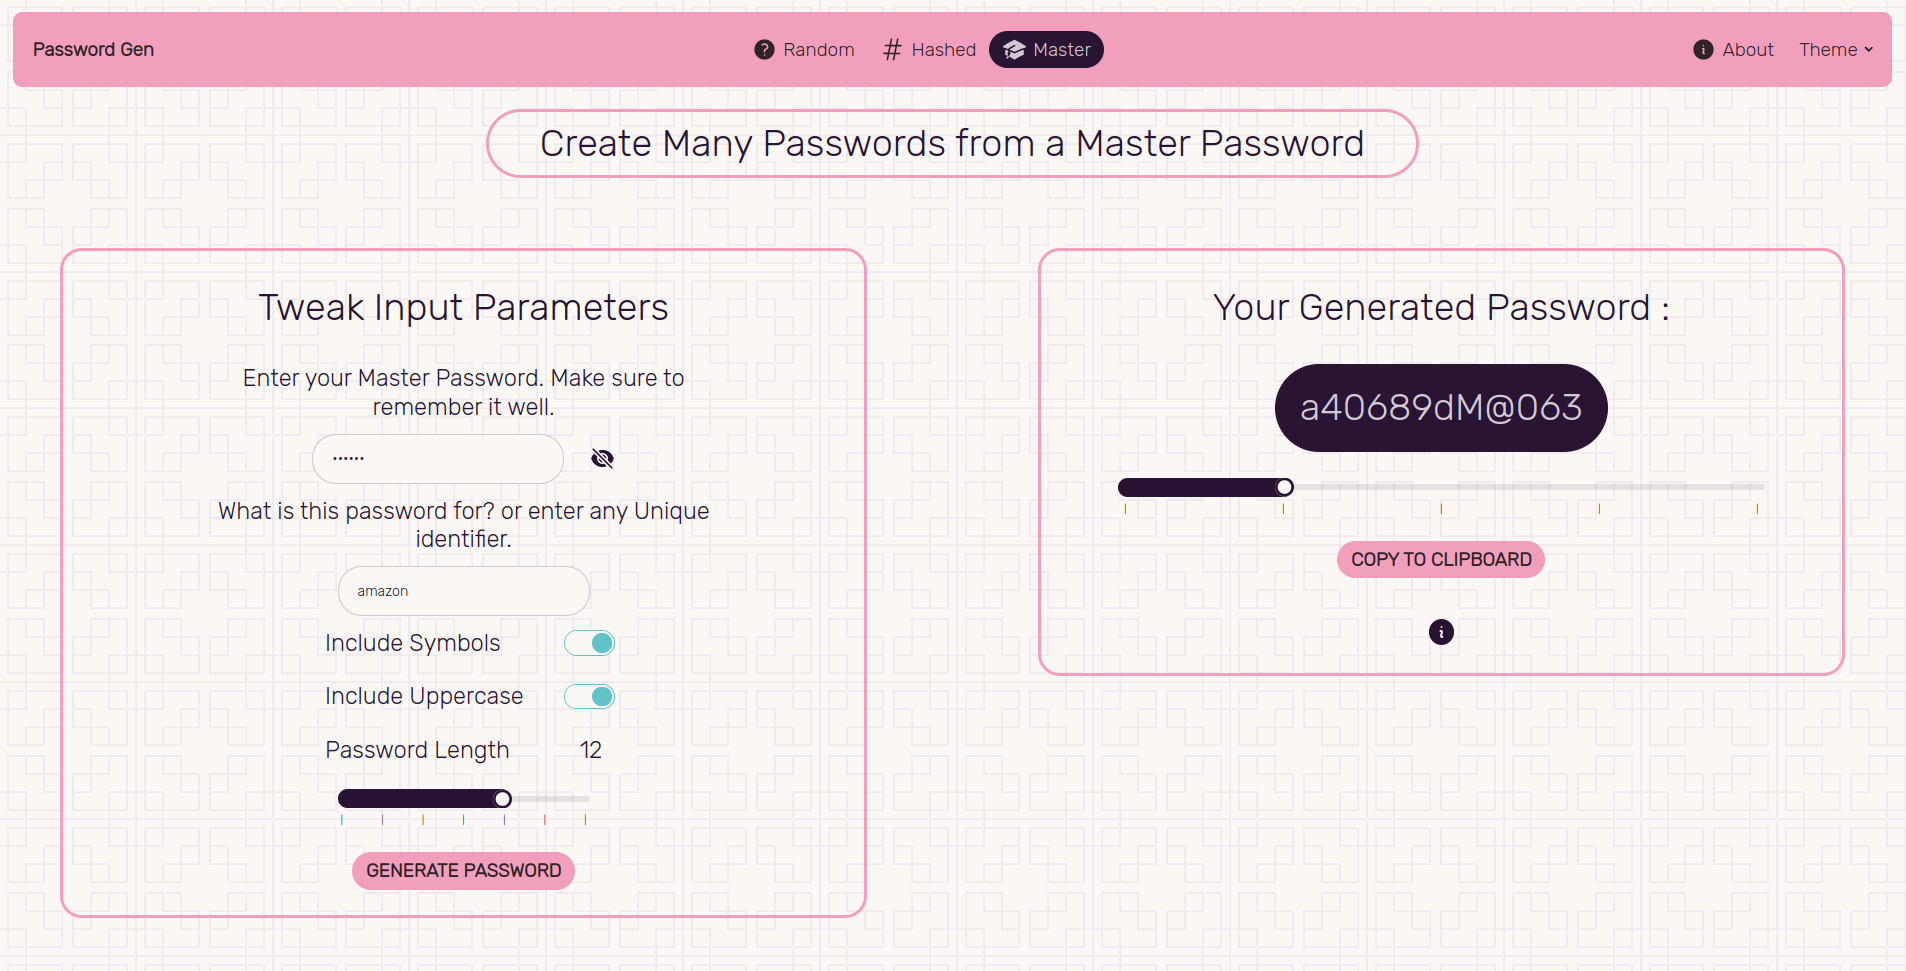 Password Gen
Random
Hashed
Master
About
Theme
Create Many Passwords from a Master Password
Tweak Input Parameters
Enter your Master Password. Make sure to
remember it well.
••••••
What is this password for? or enter any Unique
identifier.
amazon
Include Symbols
Include Uppercase
Password Length 12
GENERATE PASSWORD
Your Generated Password :
a40689dM@063
COPY TO CLIPBOARD